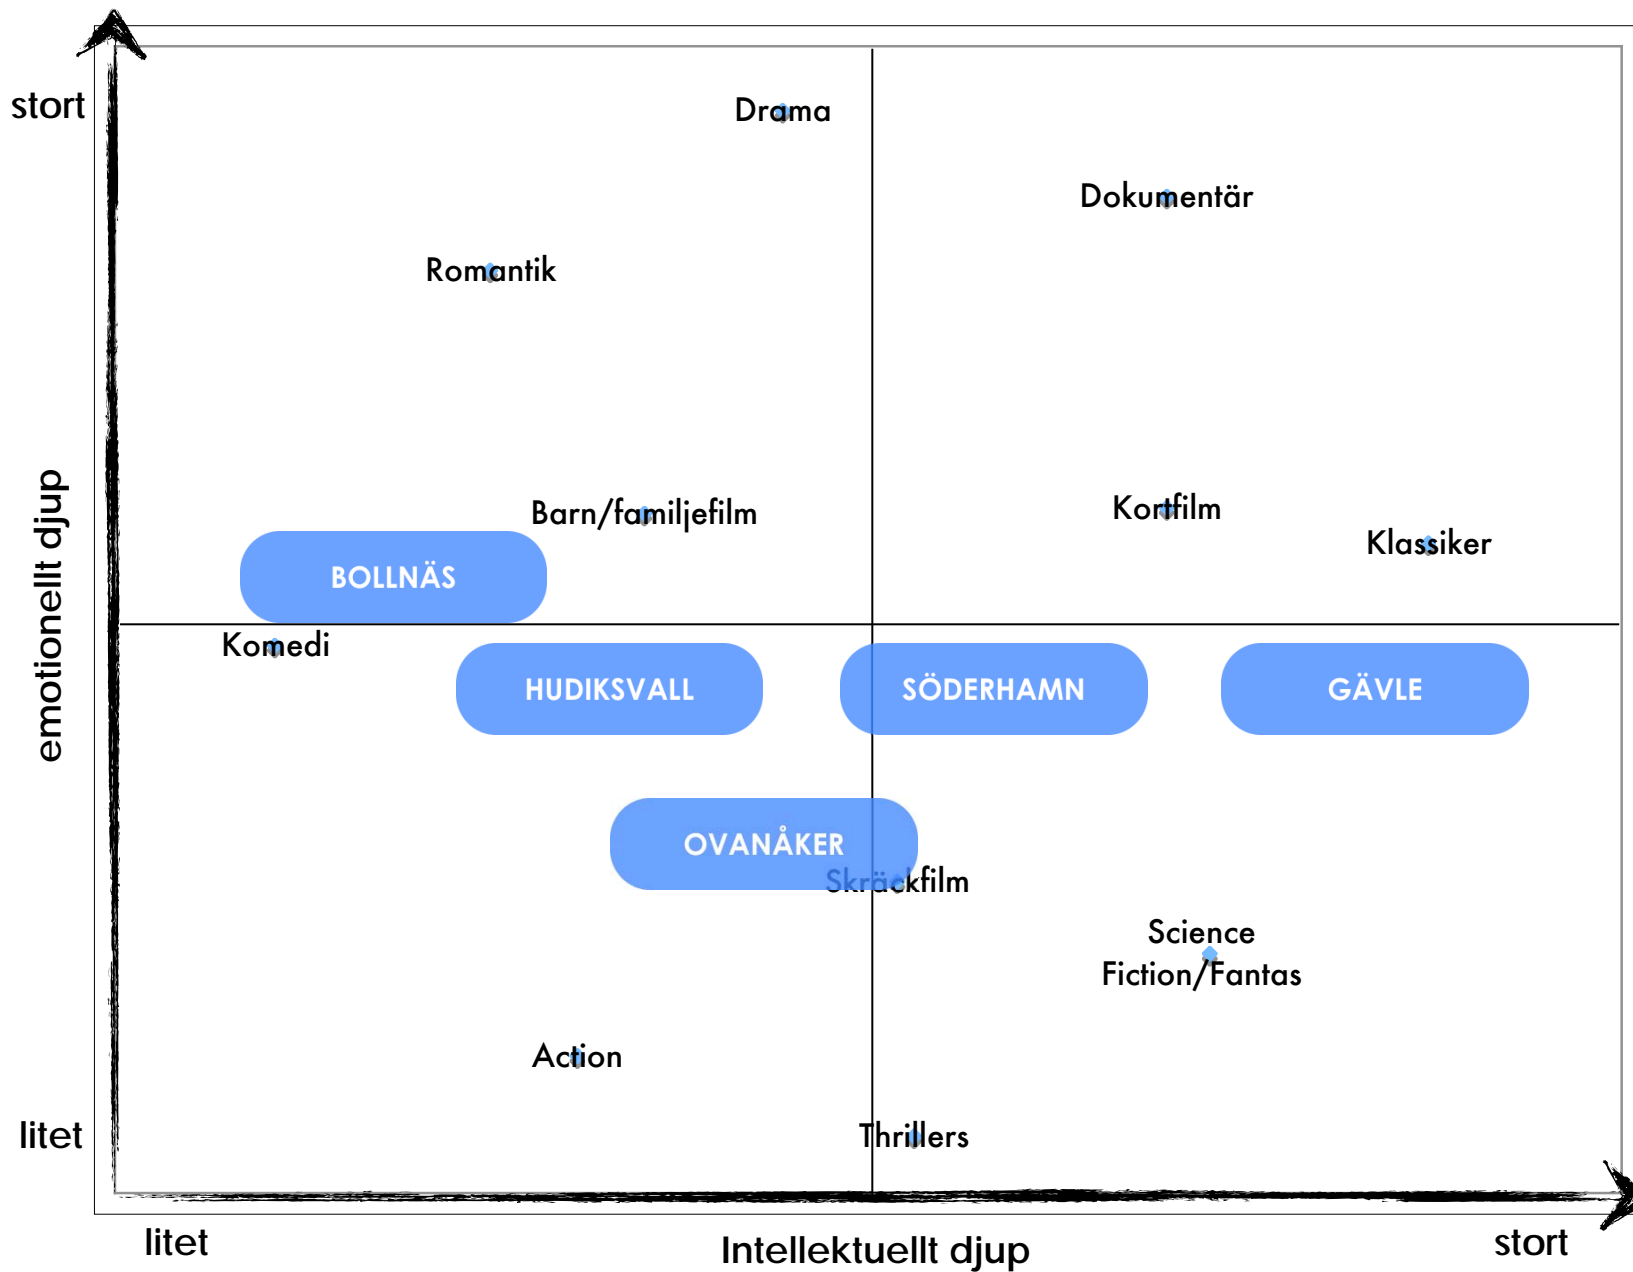 stort
Drama
Dokumentär
Romantik
Barn/familjefilm
Kortfilm
Klassiker
BOLLNÄS
Komedi
emotionellt djup
HUDIKSVALL
SÖDERHAMN
GÄVLE
OVANÅKER
Skräckfilm
Science
Fiction/Fantas
Action
Thrillers
litet
litet
Intellektuellt djup
stort